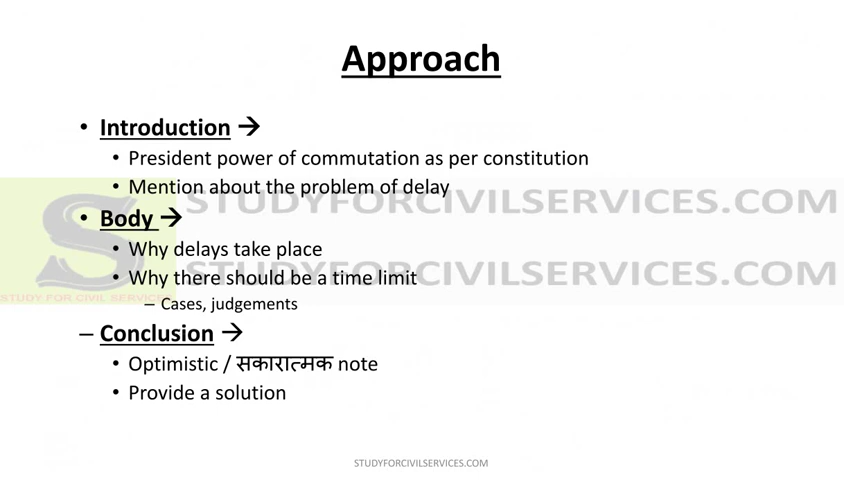 Approach
• Introduction →
• President power of commutation as per constitution
• Mention about the problem of delay
STUDYFORCIVILSERVICES.COM
• Body →
• Why delays take place
• Why there should be a time limit
STUDYFORCIVILSERVICES.COM
S
STUDY FOR CIVIL SERVICES
– Cases, judgements
– Conclusion →
• Optimistic / सकारात्मक note
• Provide a solution
STUDYFORCIVILSERVICES.COM